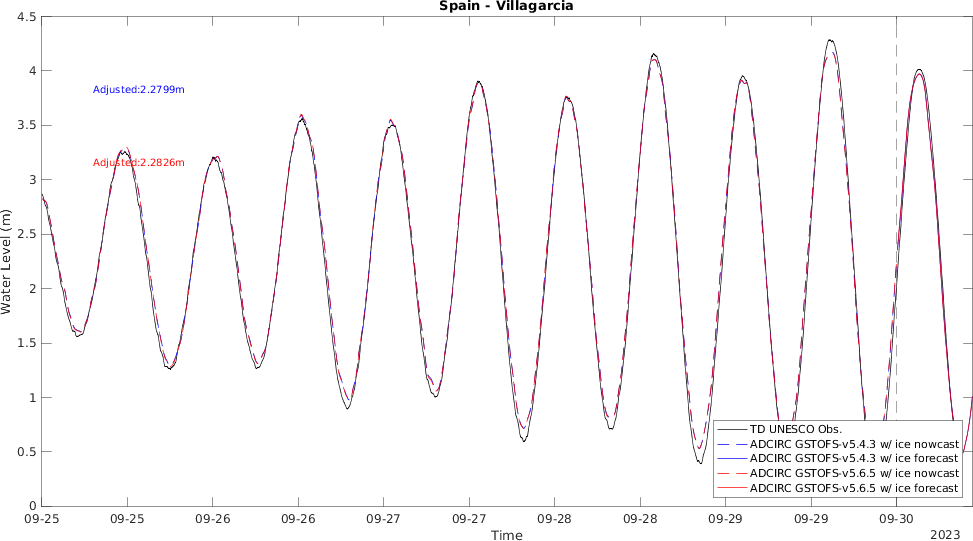 Spain - Villagarcia
4.5
4
3.5
3
2.5
2
1.5
1
0.5
0
Water Level (m)
Adjusted:2.2799m
Adjusted:2.2826m
TD UNESCO Obs.
ADCIRC GSTOFS-v5.4.3 w/ ice nowcast
ADCIRC GSTOFS-v5.4.3 w/ ice forecast
ADCIRC GSTOFS-v5.6.5 w/ ice nowcast
ADCIRC GSTOFS-v5.6.5 w/ ice forecast
09-25 09-25 09-26 09-26 09-27 09-27 09-28 09-28 09-29 09-29 09-30
Time
2023